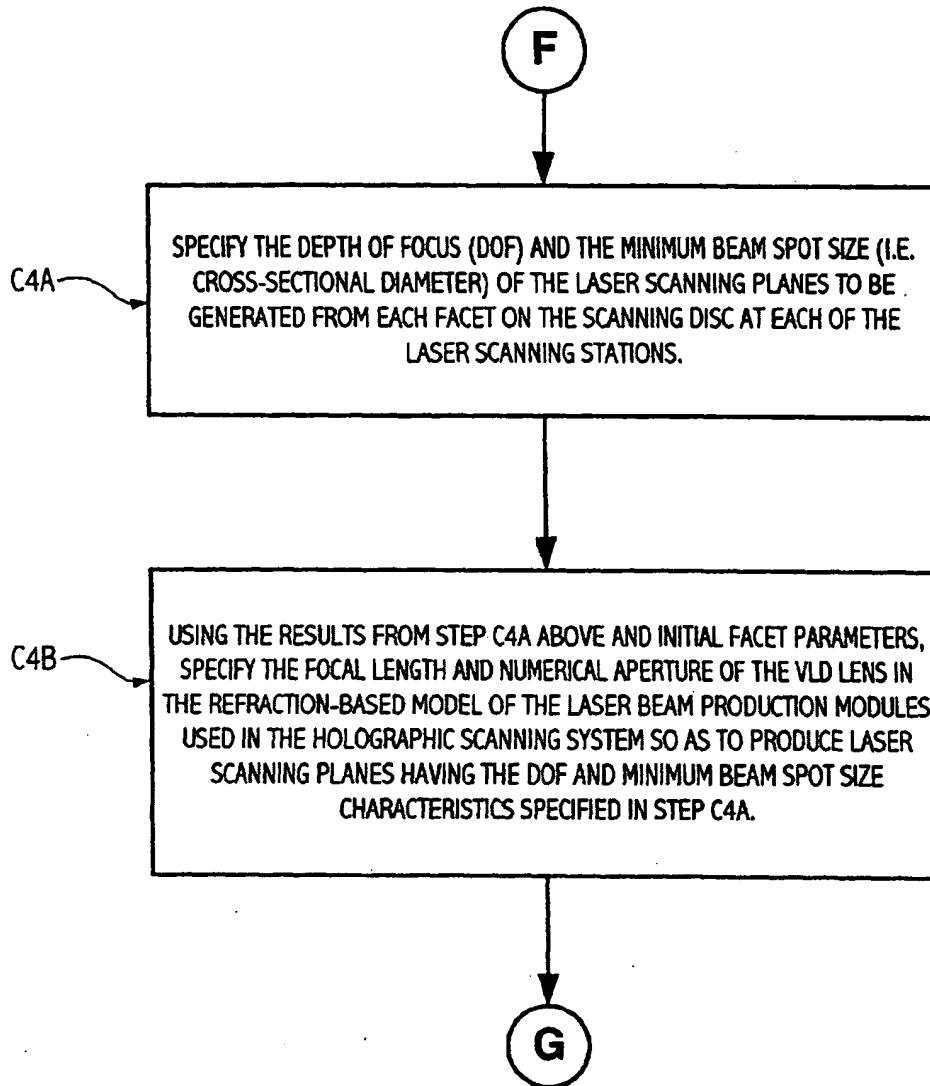 F
C4A
SPECIFY THE DEPTH OF FOCUS (DOF) AND THE MINIMUM BEAM SPOT SIZE (I.E.
CROSS-SECTIONAL DIAMETER) OF THE LASER SCANNING PLANES TO BE
GENERATED FROM EACH FACET ON THE SCANNING DISC AT EACH OF THE
LASER SCANNING STATIONS.
C4B
USING THE RESULTS FROM STEP C4A ABOVE AND INITIAL FACET PARAMETERS,
SPECIFY THE FOCAL LENGTH AND NUMERICAL APERTURE OF THE VLD LENS IN
THE REFRACTION-BASED MODEL OF THE LASER BEAM PRODUCTION MODULES
USED IN THE HOLOGRAPHIC SCANNING SYSTEM SO AS TO PRODUCE LASER
SCANNING PLANES HAVING THE DOF AND MINIMUM BEAM SPOT SIZE
CHARACTERISTICS SPECIFIED IN STEP C4A.
G